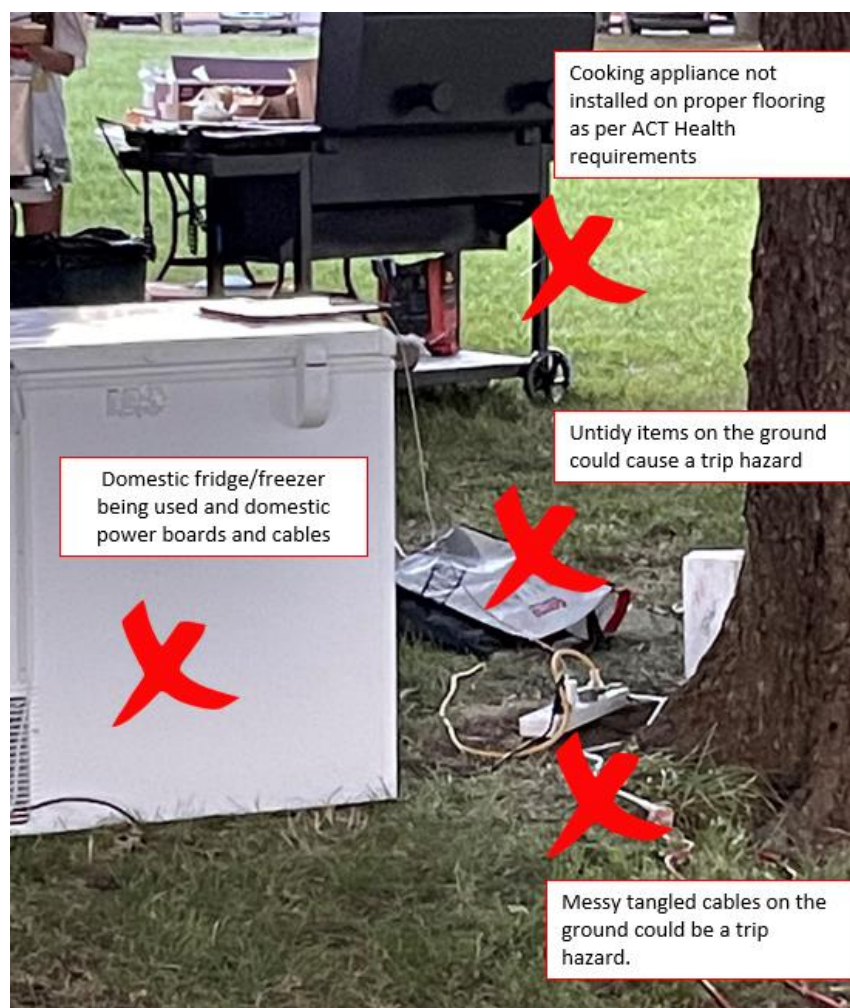 Cooking appliance not
installed on proper flooring
as per ACT Health
requirements
Untidy items on the ground
could cause a trip hazard
Domestic fridge/freezer
being used and domestic
power boards and cables
Messy tangled cables on the
ground could be a trip
hazard.